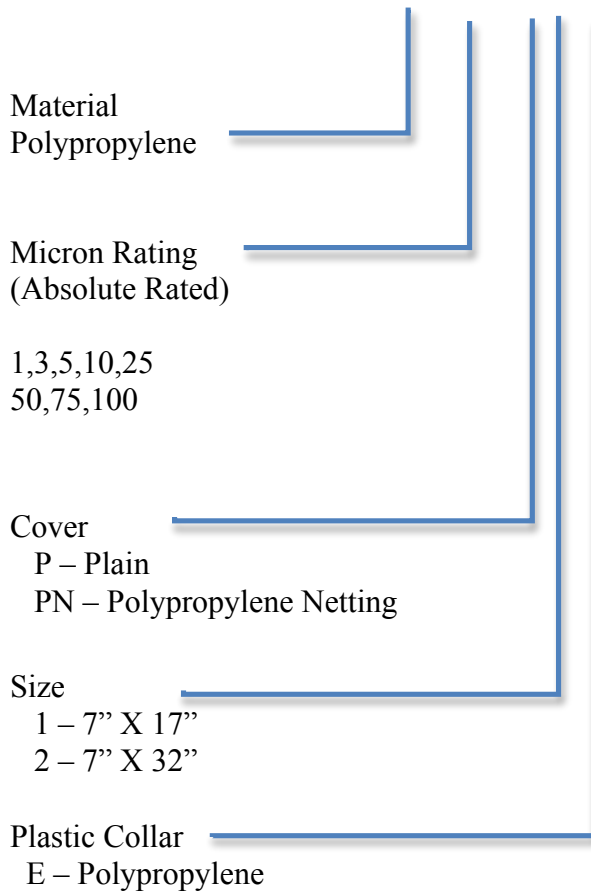 Material
Polypropylene
Micron Rating
(Absolute Rated)
1,3,5,10,25
50,75,100
Cover
P – Plain
PN – Polypropylene Netting
Size
1 – 7” X 17”
2 – 7” X 32”
Plastic Collar
E – Polypropylene